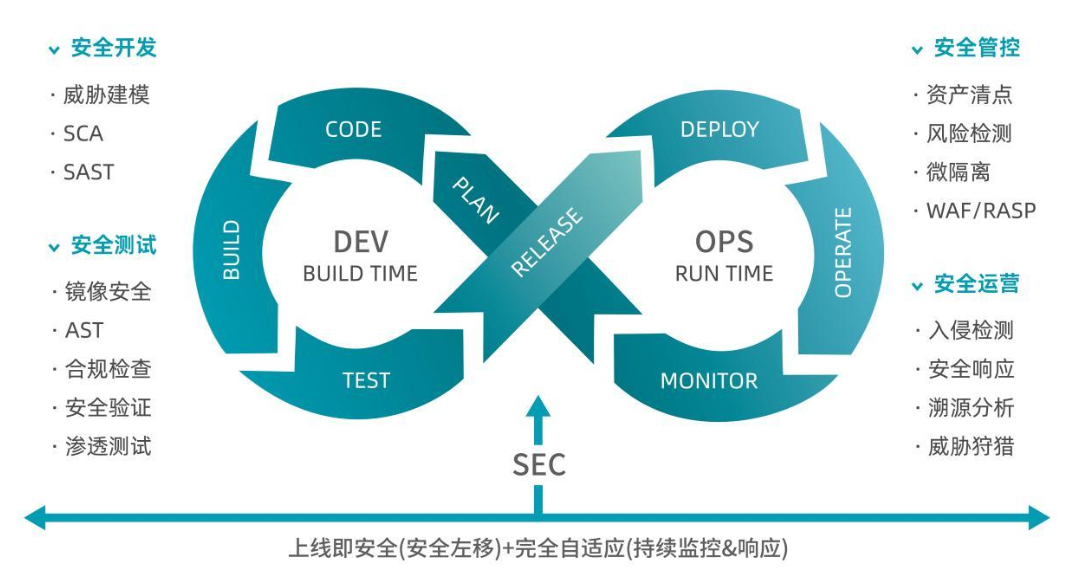 安全开发
· 威胁建模
· SCA
· SAST
安全测试
· 镜像安全
· AST
· 合规检查
· 安全验证
· 渗透测试
CODE
PLAN
BUILD
DEV
BUILD TIME
TEST
RELEASE
DEPLOY
OPS
RUN TIME
OPERATE
MONITOR
安全管控
· 资产清点
· 风险检测
· 微隔离
· WAF/RASP
安全运营
· 入侵检测
· 安全响应
· 溯源分析
· 威胁狩猎
SEC
上线即安全(安全左移)+完全自适应(持续监控&响应)